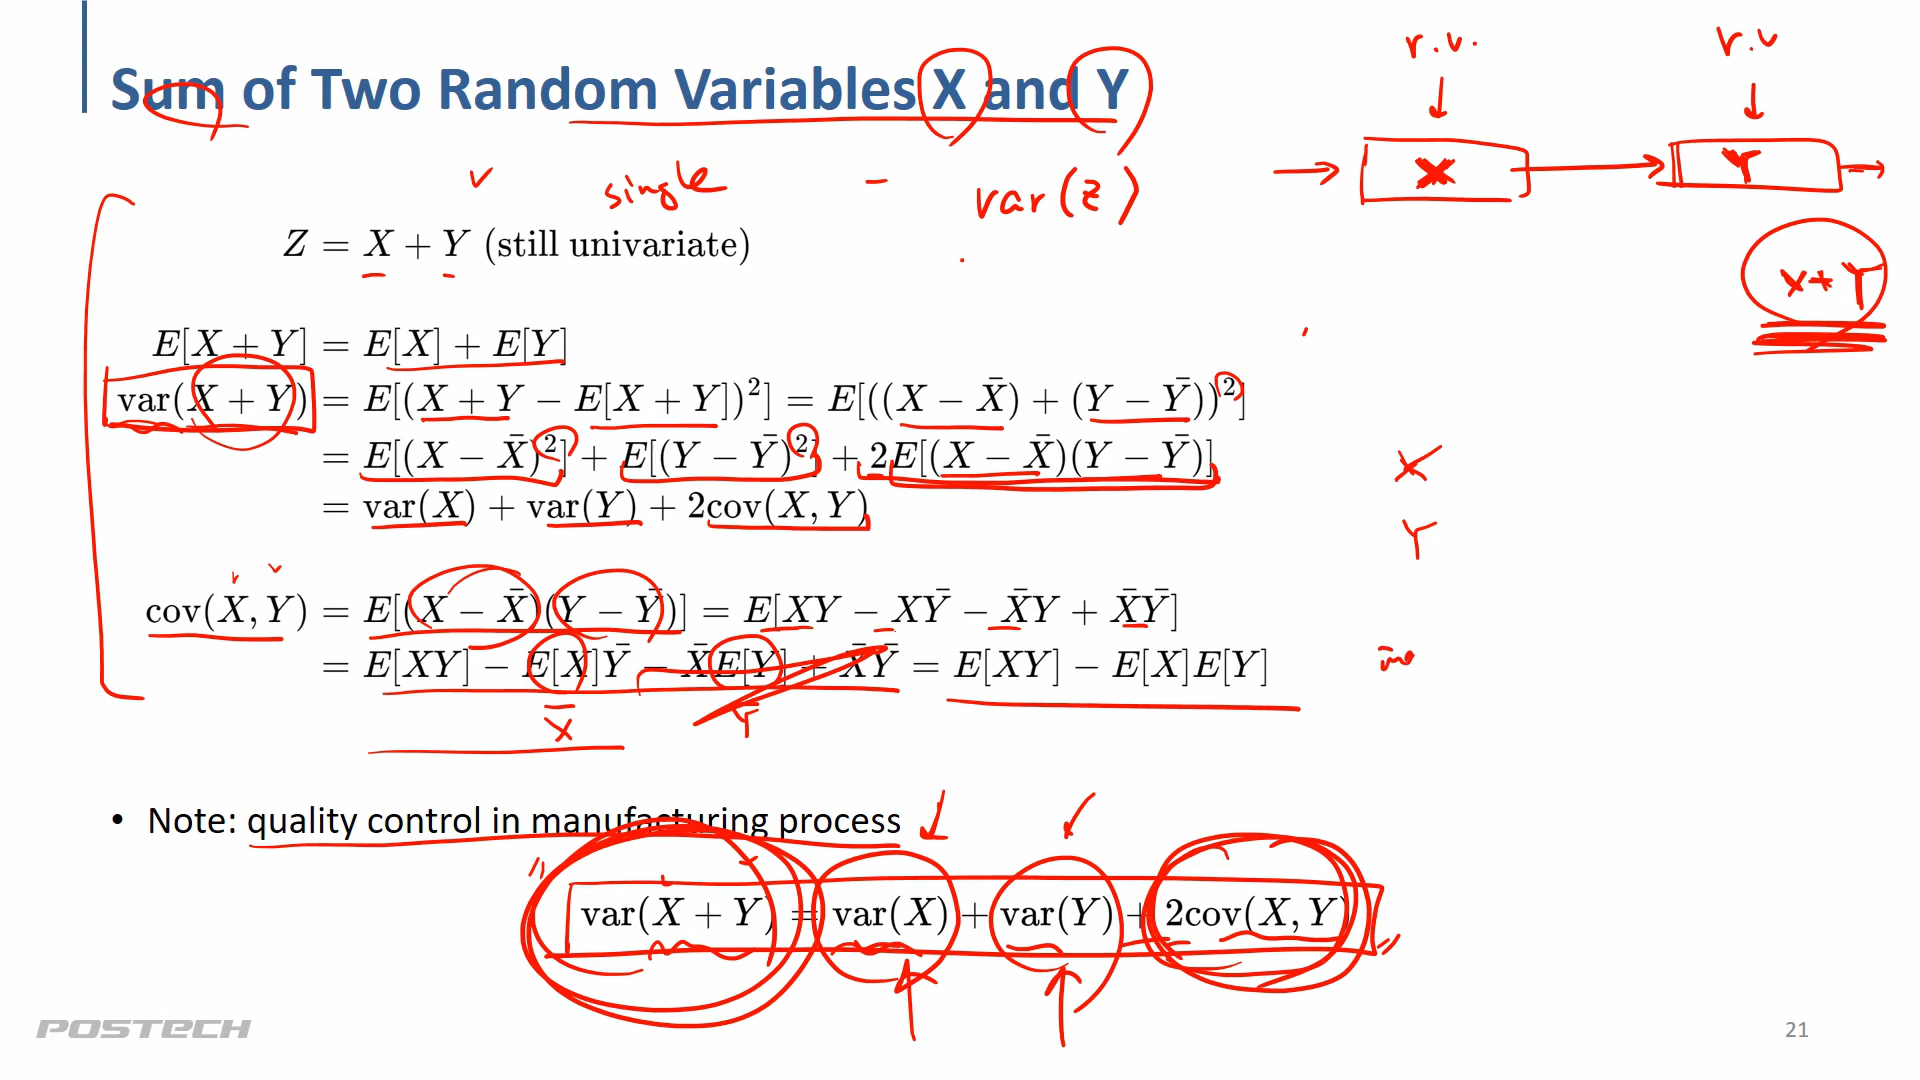 Sum of Two Random Variables X and Y
r.v.
r.v
single
var(z)
X
Y
X+Y
Z = X + Y (still univariate)
E[X + Y] = E[X] + E[Y]
var(X + Y) = E[(X + Y − E[X + Y])²] = E[((X − X̄) + (Y − Ȳ))²]
= E[(X − X̄)²] + E[(Y − Ȳ)²] + 2E[(X − X̄)(Y − Ȳ)]
X
= var(X) + var(Y) + 2cov(X, Y)
Y
cov(X, Y) = E[(X − X̄)(Y − Ȳ)] = E[XY − XȲ − X̄Y + X̄Ȳ]
= E[XY] − E[X]Ȳ − X̄E[Y] + X̄Ȳ = E[XY] − E[X]E[Y]
X̄
Ȳ
• Note: quality control in manufacturing process
var(X + Y) = var(X) + var(Y) + 2cov(X, Y)
POSTECH
21